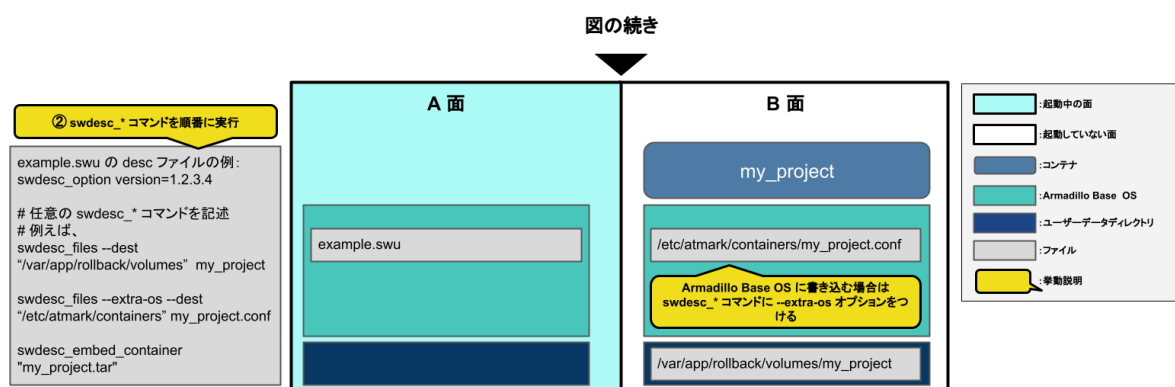 図の続き
② swdesc_* コマンドを順番に実行
example.swu の desc ファイルの例：
swdesc_option version=1.2.3.4
# 任意の swdesc_* コマンドを記述
# 例えば、
swdesc_files --dest
“/var/app/rollback/volumes” my_project
swdesc_files --extra-os --dest
“/etc/atmark/containers” my_project.conf
swdesc_embed_container
"my_project.tar"
A 面
example.swu
B 面
my_project
/etc/atmark/containers/my_project.conf
Armadillo Base OS に書き込む場合は
swdesc_* コマンドに --extra-os オプションをつ
ける
/var/app/rollback/volumes/my_project
:起動中の面
:起動していない面
:コンテナ
:Armadillo Base OS
:ユーザーデータディレクトリ
:ファイル
:挙動説明